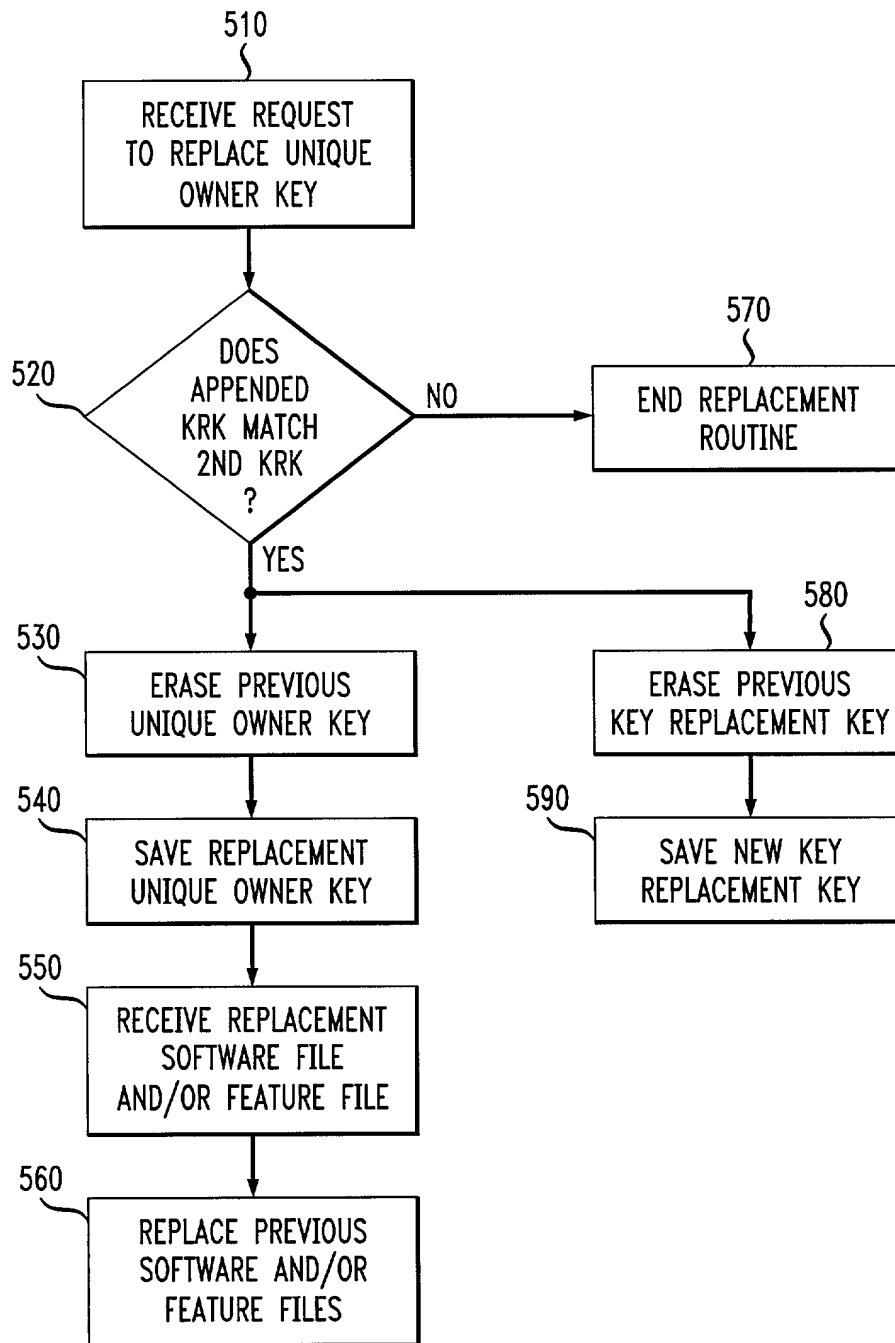 510
RECEIVE REQUEST
TO REPLACE UNIQUE
OWNER KEY
520
DOES
APPENDED
KRK MATCH
2ND KRK
?
NO
570
END REPLACEMENT
ROUTINE
YES
530
ERASE PREVIOUS
UNIQUE OWNER KEY
580
ERASE PREVIOUS
KEY REPLACEMENT KEY
540
SAVE REPLACEMENT
UNIQUE OWNER KEY
590
SAVE NEW KEY
REPLACEMENT KEY
550
RECEIVE REPLACEMENT
SOFTWARE FILE
AND/OR FEATURE FILE
560
REPLACE PREVIOUS
SOFTWARE AND/OR
FEATURE FILES